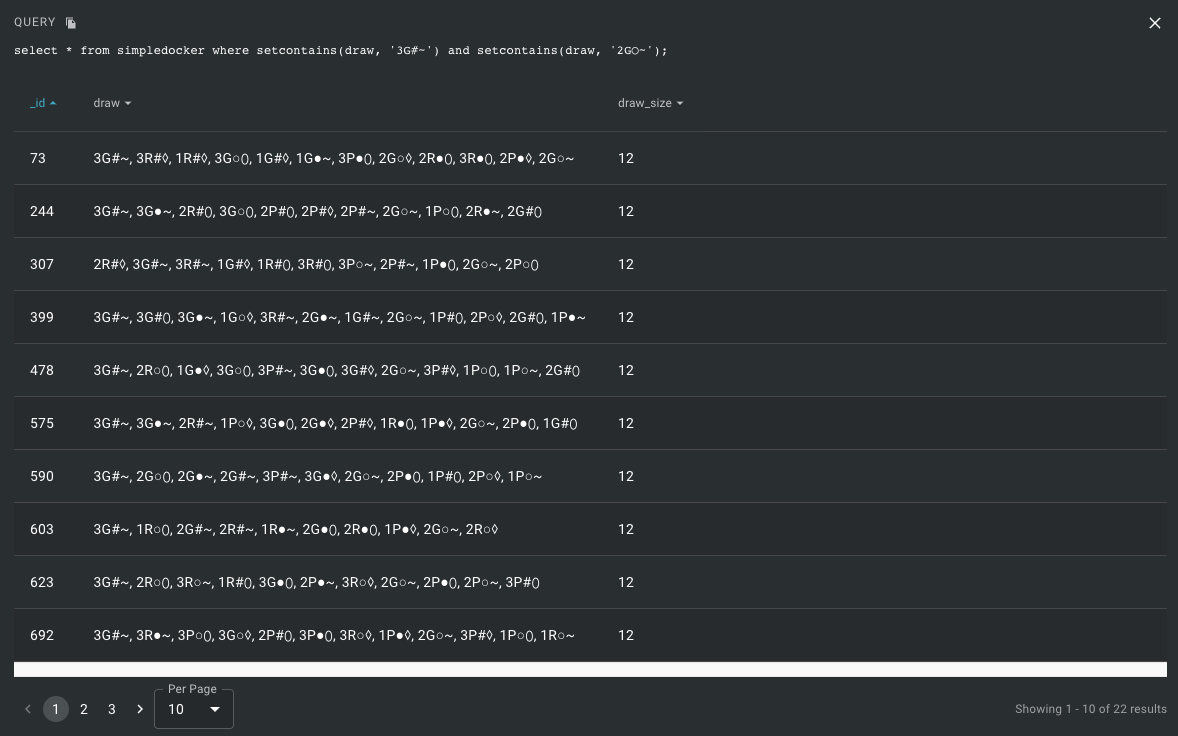 QUERY
select * from simpledocker where setcontains(draw, '3G#~') and setcontains(draw, '2G○~');
_id draw draw_size
73 3G#~, 3R#◊, 1R#◊, 3G○(), 1G#◊, 1G●~, 3P●(), 2G○◊, 2R●(), 3R●(), 2P●◊, 2G○~ 12
244 3G#~, 3G●~, 2R#(), 3G○(), 2P#(), 2P#◊, 2P#~, 2G○~, 1P○(), 2R●~, 2G#() 12
307 2R#◊, 3G#~, 3R#~, 1G#◊, 1R#(), 3R#(), 3P○~, 2P#~, 1P●(), 2G○~, 2P○() 12
399 3G#~, 3G#(), 3G●~, 1G○◊, 3R#~, 2G●~, 1G#~, 2G○~, 1P#(), 2P○◊, 2G#(), 1P●~ 12
478 3G#~, 2R○(), 1G●◊, 3G○(), 3P#~, 3G●(), 3G#◊, 2G○~, 3P#◊, 1P○(), 1P○~, 2G#() 12
575 3G#~, 3G●~, 2R#~, 1P○◊, 3G●(), 2G●◊, 2P#◊, 1R●(), 1P●◊, 2G○~, 2P●(), 1G#() 12
590 3G#~, 2G○(), 2G●~, 2G#~, 3P#~, 3G●◊, 2G○~, 2P●(), 1P#(), 2P○◊, 1P○~ 12
603 3G#~, 1R○(), 2G#~, 2R#~, 1R●~, 2G●(), 2R●(), 1P●◊, 2G○~, 2R○◊ 12
623 3G#~, 2R○(), 3R○~, 1R#(), 3G●(), 2P●~, 3R○◊, 2G○~, 2P●(), 2P○~, 3P#() 12
692 3G#~, 3R●~, 3P○(), 3G○◊, 2P#(), 3P●(), 3R○◊, 1P●◊, 2G○~, 3P#◊, 1P○(), 1R○~ 12
Per Page
1 2 3 10 Showing 1 - 10 of 22 results